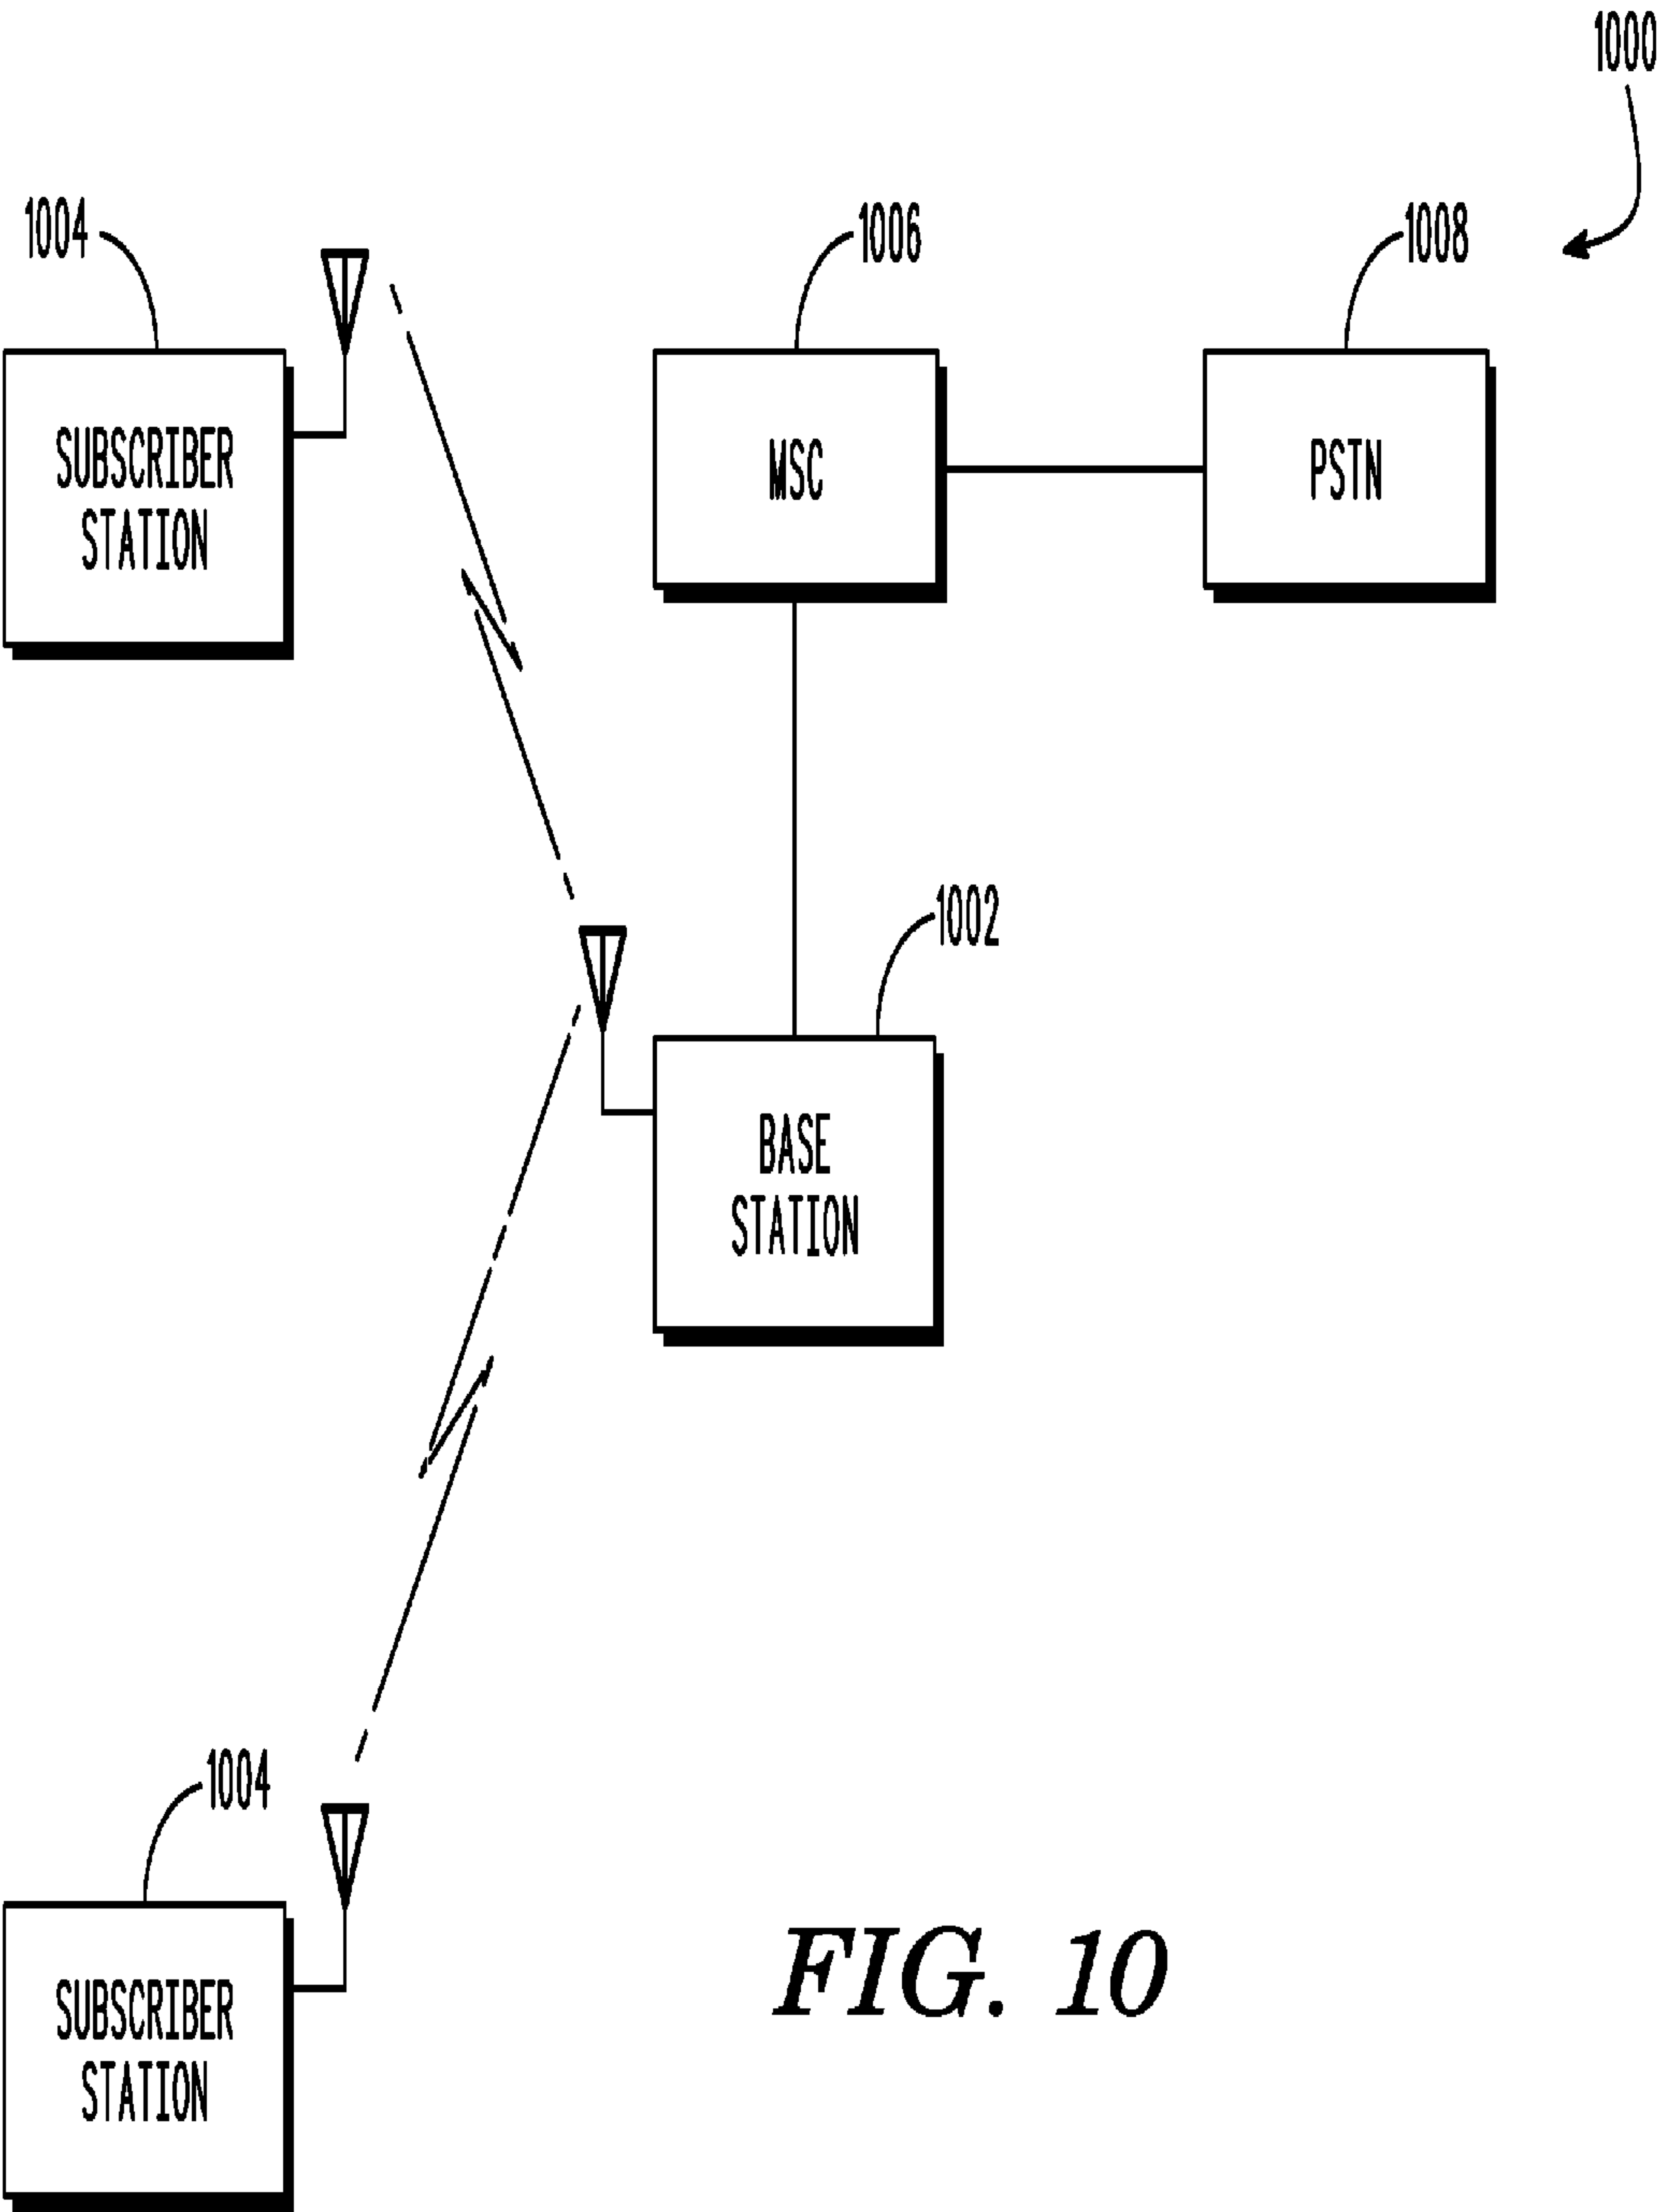 1000
1004
1006
1008
SUBSCRIBER
STATION
MSC
PSTN
1002
BASE
STATION
1004
SUBSCRIBER
STATION
FIG. 10